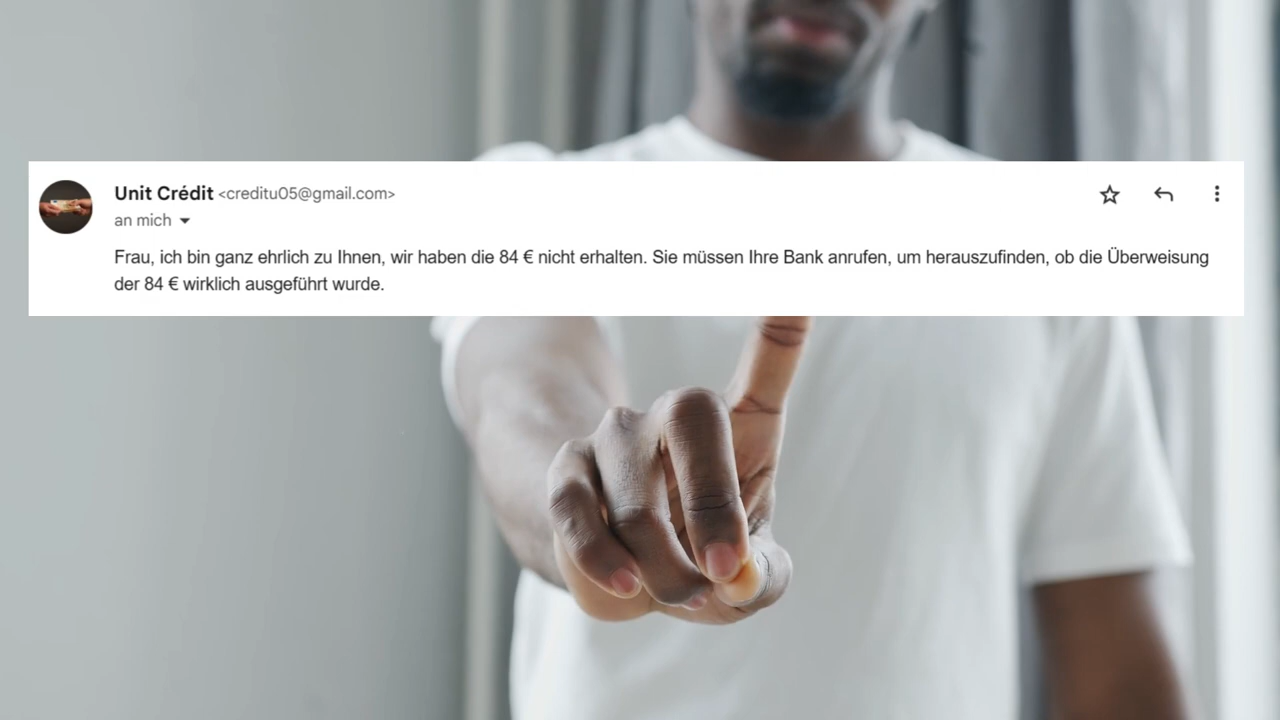 Unit Crédit <creditu05@gmail.com>
an mich
Frau, ich bin ganz ehrlich zu Ihnen, wir haben die 84 € nicht erhalten. Sie müssen Ihre Bank anrufen, um herauszufinden, ob die Überweisung
der 84 € wirklich ausgeführt wurde.